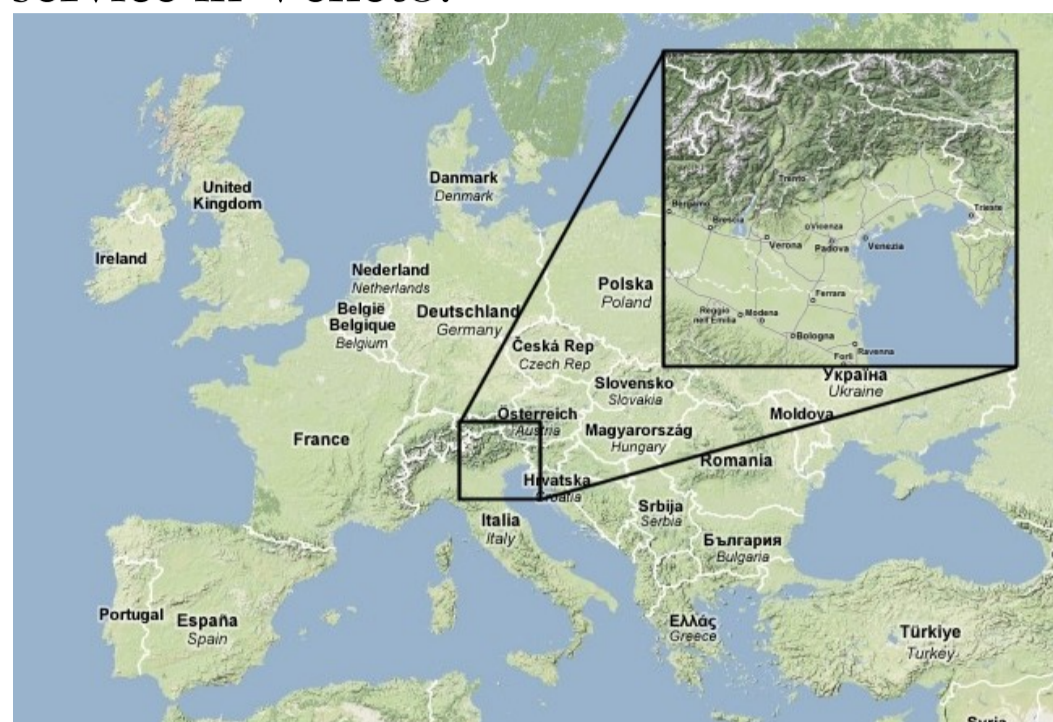 United
Kingdom
Ireland
Danmark
Denmark
Nederland
Netherlands
België
Belgique
Belgium
Deutschland
Germany
Polska
Poland
Česká Rep
Czech Rep
Slovensko
Slovakia
Україна
Ukraine
Österreich
Austria
Magyarország
Hungary
Moldova
France
Romania
Hrvatska
Croatia
Italia
Italy
Srbija
Serbia
България
Bulgaria
Portugal
España
Spain
Ελλάς
Greece
Türkiye
Turkey
Trento
Bergamo
Brescia
Vicenza
Trieste
Verona
Padova
Venezia
Ferrara
Reggio
nell'Emilia
Modena
Bologna
Forlì
Ravenna